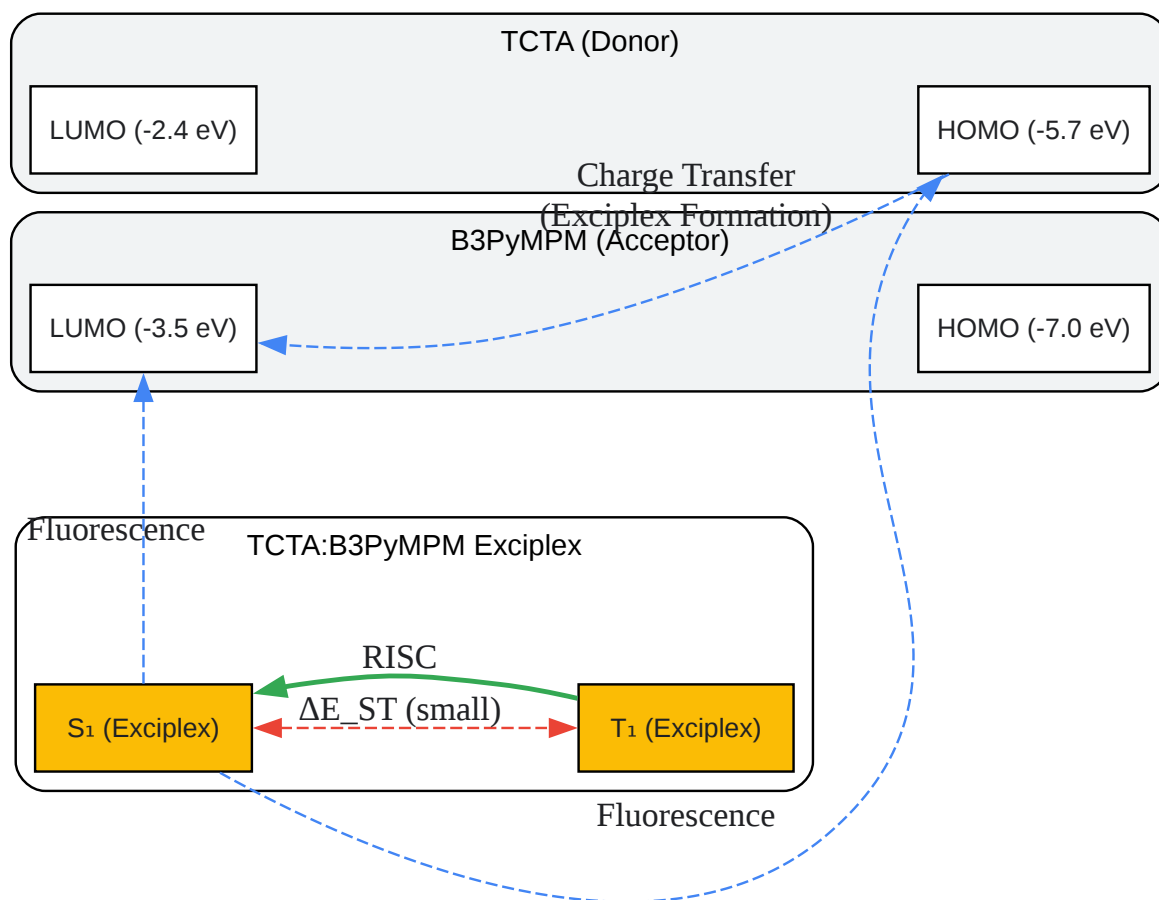 TCTA (Donor)
LUMO (-2.4 eV)
HOMO (-5.7 eV)
Charge Transfer
(Exciplex Formation)
B3PyMPM (Acceptor)
LUMO (-3.5 eV)
HOMO (-7.0 eV)
Fluorescence
TCTA:B3PyMPM Exciplex
RISC
ΔE_ST (small)
S₁ (Exciplex)
T₁ (Exciplex)
Fluorescence